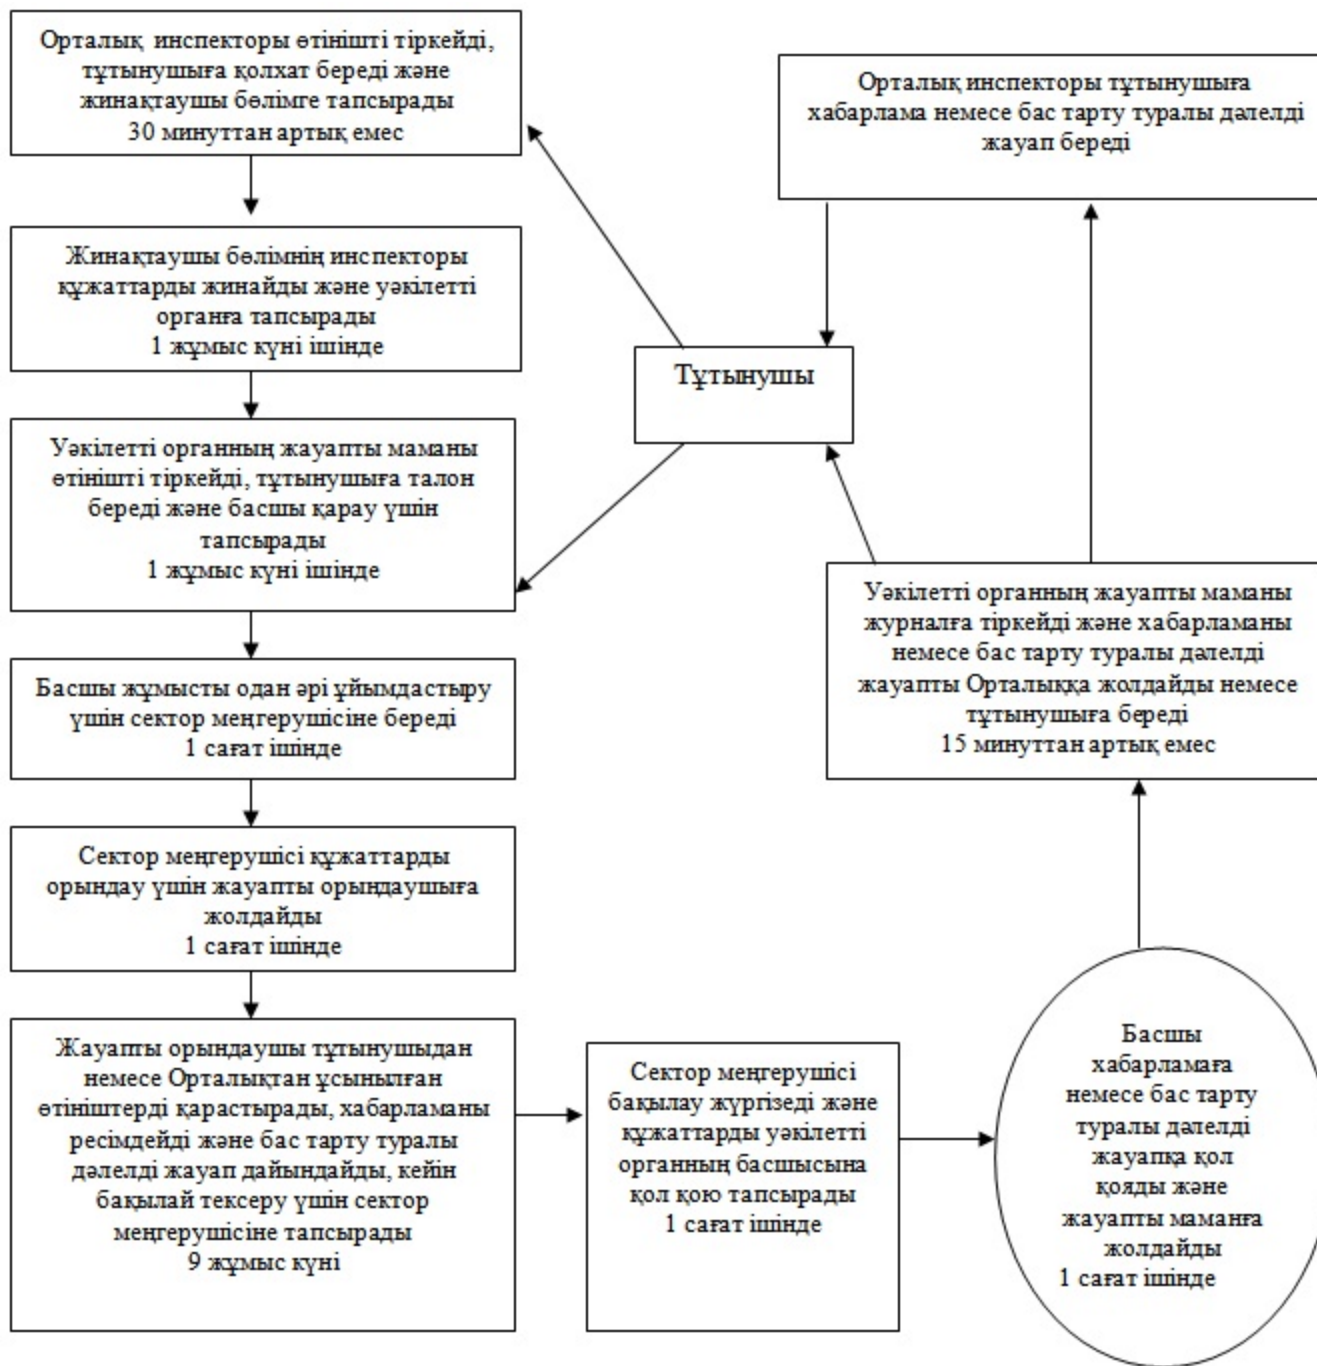 Орталық инспекторы өтінішті тіркейді,
тұтынушыға қолхат береді және
жинақтаушы бөлімге тапсырады
30 минуттан артық емес
Орталық инспекторы тұтынушыға
хабарлама немесе бас тарту туралы дәлелді
жауап береді
Жинақтаушы бөлімнің инспекторы
құжаттарды жинайды және уәкілетті
органға тапсырады
1 жұмыс күні ішінде
Тұтынушы
Уәкілетті органның жауапты маманы
өтінішті тіркейді, тұтынушыға талон
береді және басшы қарау үшін
тапсырады
1 жұмыс күні ішінде
Уәкілетті органның жауапты маманы
журналға тіркейді және хабарламаны
немесе бас тарту туралы дәлелді
жауапты Орталыққа жолдайды немесе
тұтынушыға береді
15 минуттан артық емес
Басшы жұмысты одан әрі ұйымдастыру
үшін сектор меңгерушісіне береді
1 сағат ішінде
Сектор меңгерушісі құжаттарды
орындау үшін жауапты орындаушыға
жолдайды
1 сағат ішінде
Жауапты орындаушы тұтынушыдан
немесе Орталықтан ұсынылған
өтініштерді қарастырады, хабарламаны
ресімдейді және бас тарту туралы
дәлелді жауап дайындайды, кейін
бақылай тексеру үшін сектор
меңгерушісіне тапсырады
9 жұмыс күні
Сектор меңгерушісі
бақылау жүргізеді және
құжаттарды уәкілетті
органның басшысына
қол қою тапсырады
1 сағат ішінде
Басшы
хабарламаға
немесе бас тарту
туралы дәлелді
жауапқа қол
қояды және
жауапты маманға
жолдайды
1 сағат ішінде